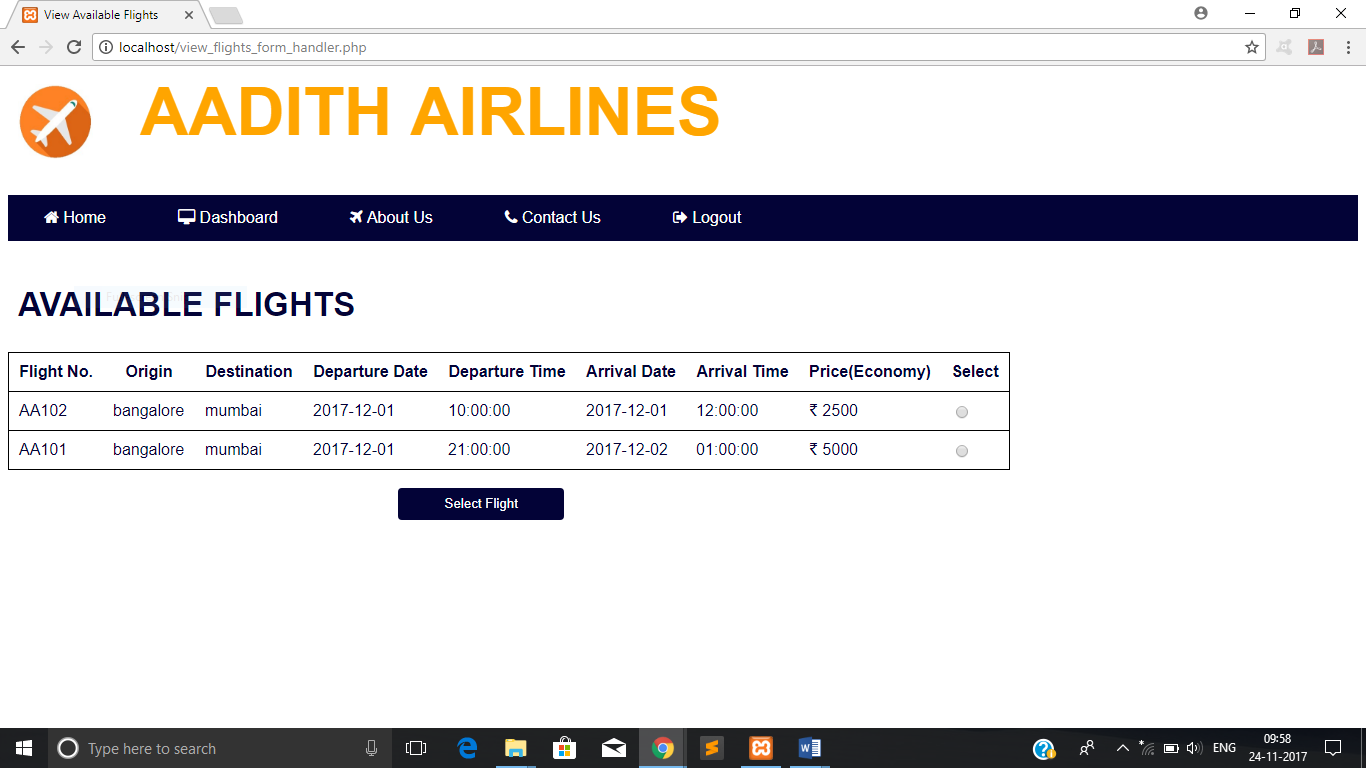 View Available Flights
localhost/view_flights_form_handler.php
AADITH AIRLINES
Home Dashboard About Us Contact Us Logout
AVAILABLE FLIGHTS
Flight No. Origin Destination Departure Date Departure Time Arrival Date Arrival Time Price(Economy) Select
AA102 bangalore mumbai 2017-12-01 10:00:00 2017-12-01 12:00:00 ₹ 2500
AA101 bangalore mumbai 2017-12-01 21:00:00 2017-12-02 01:00:00 ₹ 5000
Select Flight
Type here to search
ENG
09:58
24-11-2017